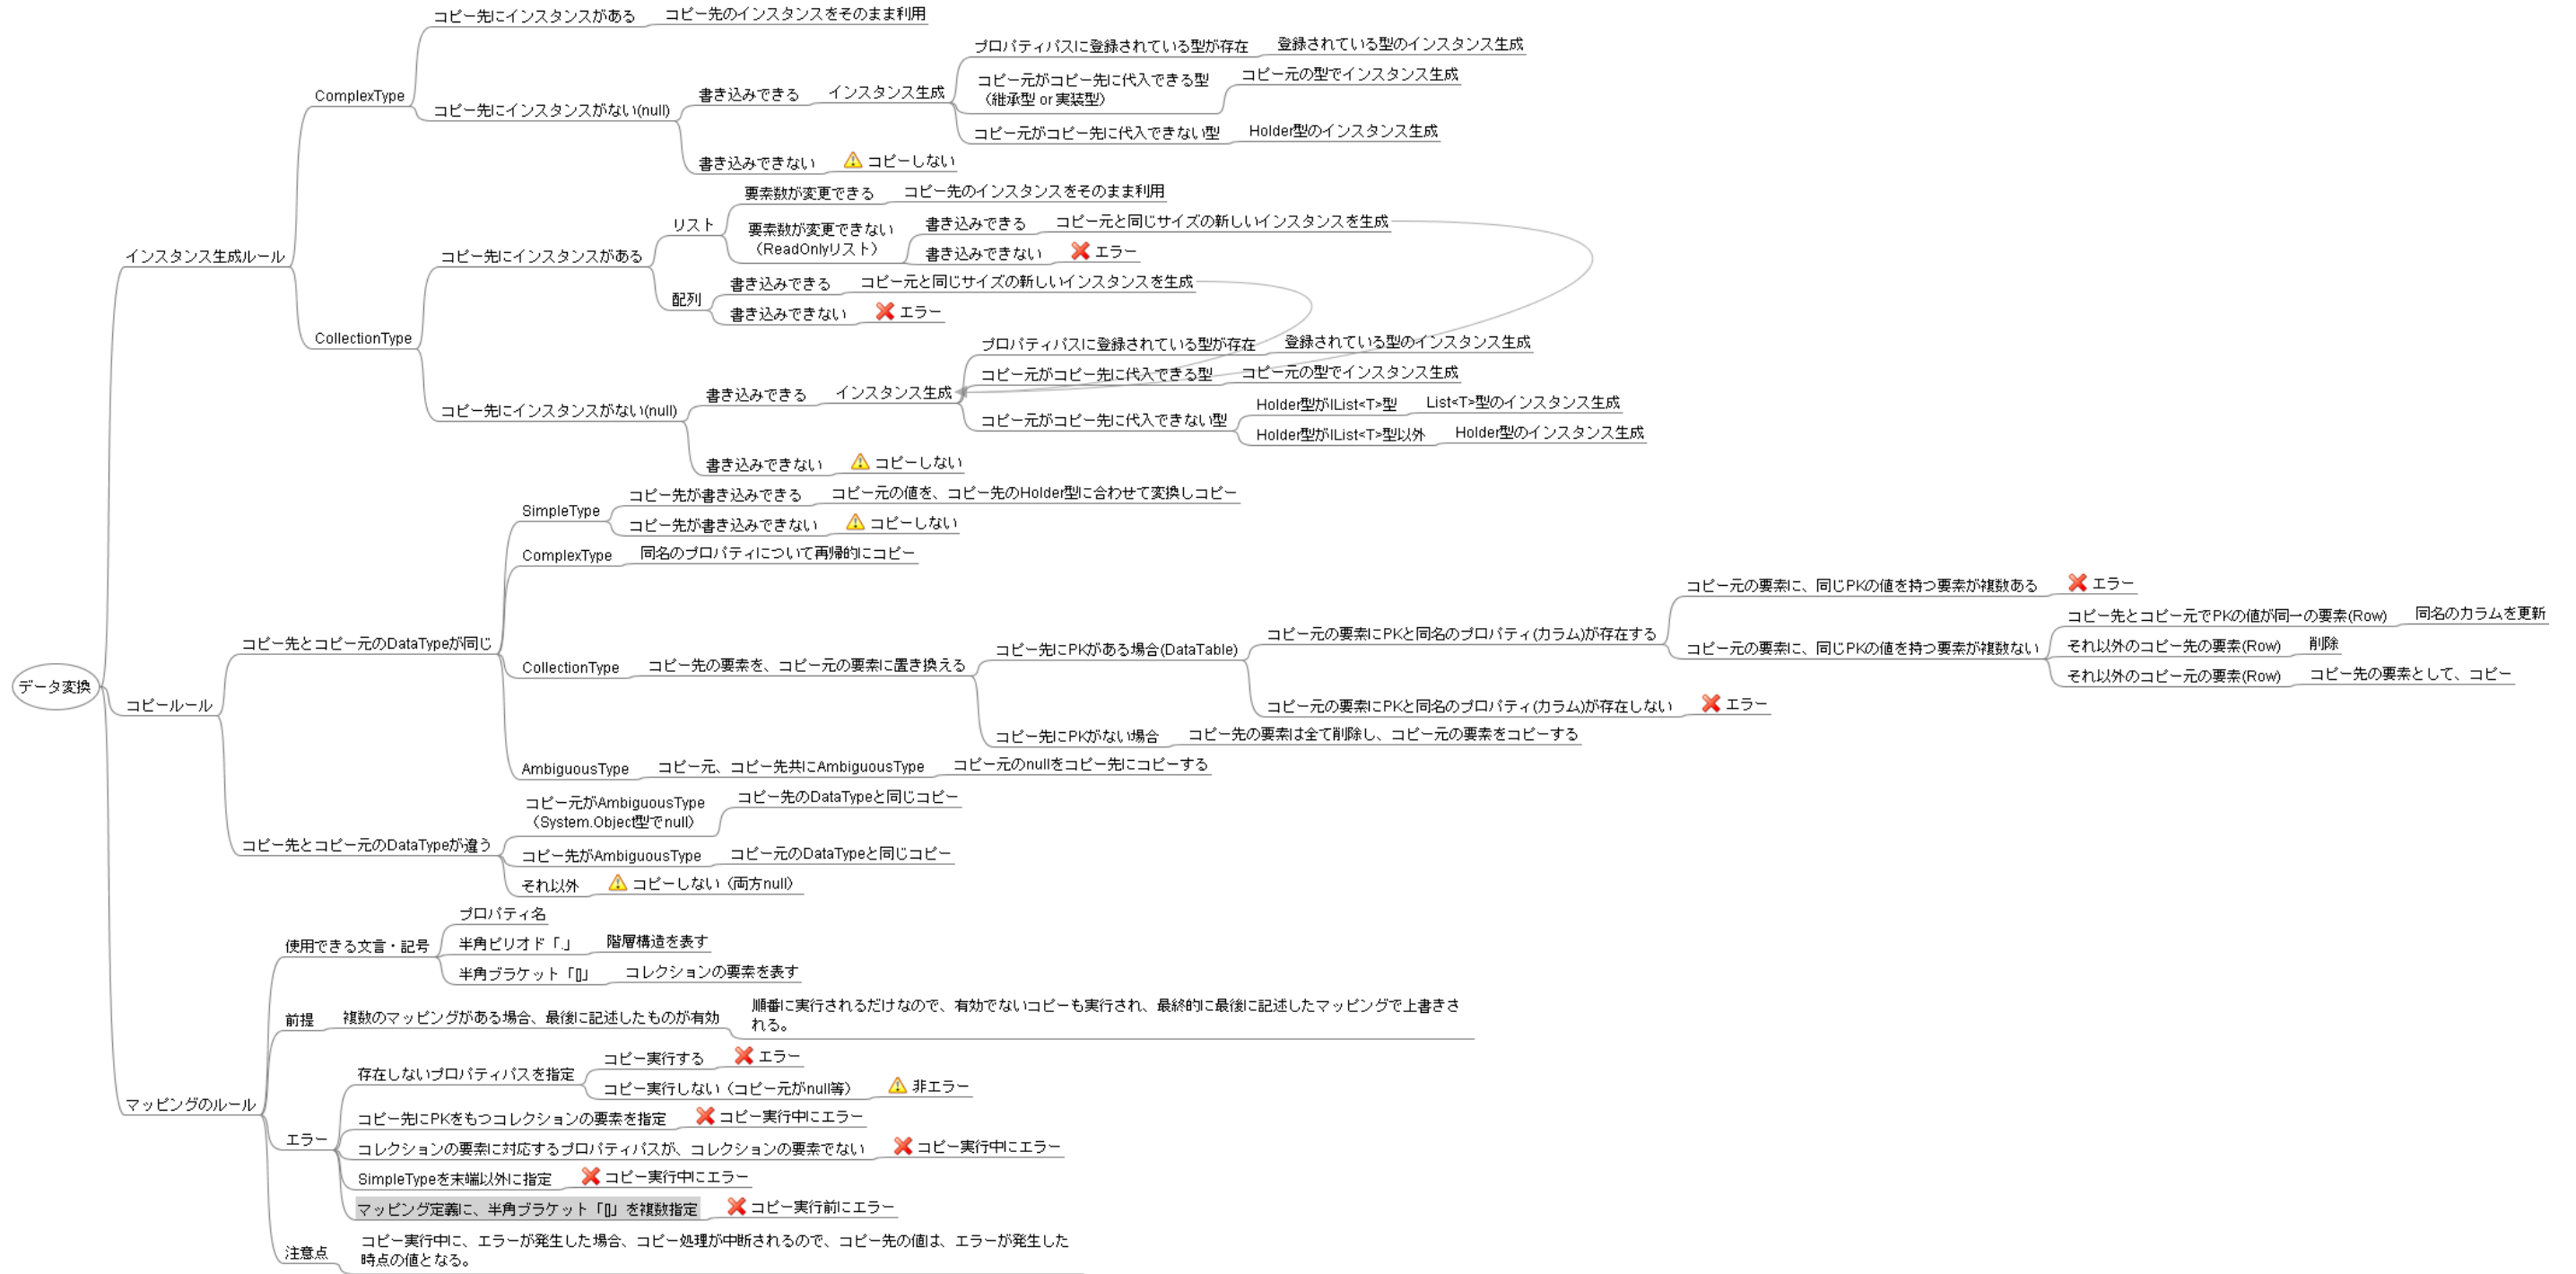 データ変換
インスタンス生成ルール
ComplexType
コピー先にインスタンスがある
コピー先のインスタンスをそのまま利用
コピー先にインスタンスがない(null)
書き込みできる
インスタンス生成
プロパティパスに登録されている型が存在
登録されている型のインスタンス生成
コピー元がコピー先に代入できる型
（継承型 or 実装型）
コピー元の型でインスタンス生成
コピー元がコピー先に代入できない型
Holder型のインスタンス生成
書き込みできない
コピーしない
CollectionType
コピー先にインスタンスがある
リスト
要素数が変更できる
コピー先のインスタンスをそのまま利用
要素数が変更できない
（ReadOnlyリスト）
書き込みできる
コピー元と同じサイズの新しいインスタンスを生成
書き込みできない
エラー
配列
書き込みできる
コピー元と同じサイズの新しいインスタンスを生成
書き込みできない
エラー
コピー先にインスタンスがない(null)
書き込みできる
インスタンス生成
プロパティパスに登録されている型が存在
登録されている型のインスタンス生成
コピー元がコピー先に代入できる型
コピー元の型でインスタンス生成
コピー元がコピー先に代入できない型
Holder型がIList<T>型
List<T>型のインスタンス生成
Holder型がIList<T>型以外
Holder型のインスタンス生成
書き込みできない
コピーしない
コピールール
コピー先とコピー元のDataTypeが同じ
SimpleType
コピー先が書き込みできる
コピー元の値を、コピー先のHolder型に合わせて変換しコピー
コピー先が書き込みできない
コピーしない
ComplexType
同名のプロパティについて再帰的にコピー
CollectionType
コピー先の要素を、コピー元の要素に置き換える
コピー先にPKがある場合(DataTable)
コピー元の要素にPKと同名のプロパティ(カラム)が存在する
コピー元の要素に、同じPKの値を持つ要素が複数ある
エラー
コピー元の要素に、同じPKの値を持つ要素が複数ない
コピー先とコピー元でPKの値が同一の要素(Row)
同名のカラムを更新
それ以外のコピー先の要素(Row)
削除
それ以外のコピー元の要素(Row)
コピー先の要素として、コピー
コピー元の要素にPKと同名のプロパティ(カラム)が存在しない
エラー
コピー先にPKがない場合
コピー先の要素は全て削除し、コピー元の要素をコピーする
AmbiguousType
コピー元、コピー先共にAmbiguousType
コピー元のnullをコピー先にコピーする
コピー先とコピー元のDataTypeが違う
コピー元がAmbiguousType
（System.Object型でnull）
コピー先のDataTypeと同じコピー
コピー先がAmbiguousType
コピー元のDataTypeと同じコピー
それ以外
コピーしない（両方null）
マッピングのルール
使用できる文言・記号
プロパティ名
半角ピリオド「.」
階層構造を表す
半角ブラケット「[]」
コレクションの要素を表す
前提
複数のマッピングがある場合、最後に記述したものが有効
順番に実行されるだけなので、有効でないコピーも実行され、最終的に最後に記述したマッピングで上書きさ
れる。
エラー
存在しないプロパティパスを指定
コピー実行する
エラー
コピー実行しない（コピー元がnull等）
非エラー
コピー先にPKをもつコレクションの要素を指定
コピー実行中にエラー
コレクションの要素に対応するプロパティパスが、コレクションの要素でない
コピー実行中にエラー
SimpleTypeを末端以外に指定
コピー実行中にエラー
マッピング定義に、半角ブラケット「[]」を複数指定
コピー実行前にエラー
注意点
コピー実行中に、エラーが発生した場合、コピー処理が中断されるので、コピー先の値は、エラーが発生した
時点の値となる。